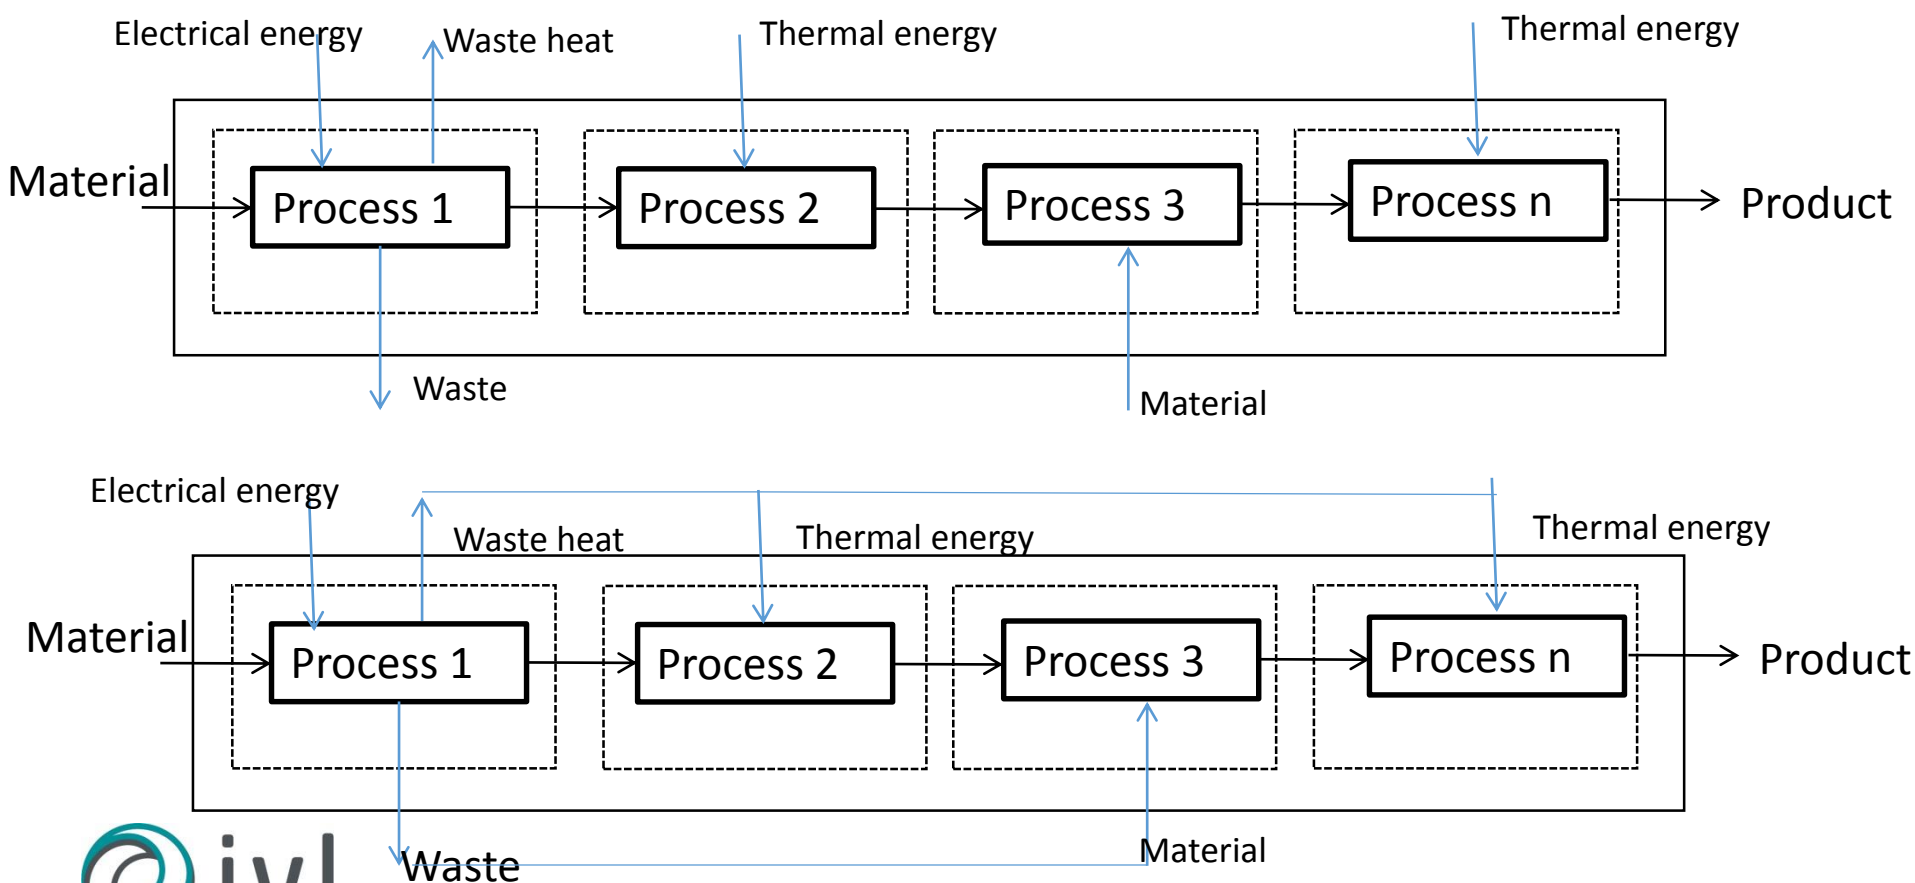 Electrical energy
Waste heat
Thermal energy
Thermal energy
Material
Process 1
Process 2
Process 3
Process n
Product
Waste
Material
Electrical energy
Waste heat
Thermal energy
Thermal energy
Material
Process 1
Process 2
Process 3
Process n
Product
Waste
Material
ivl